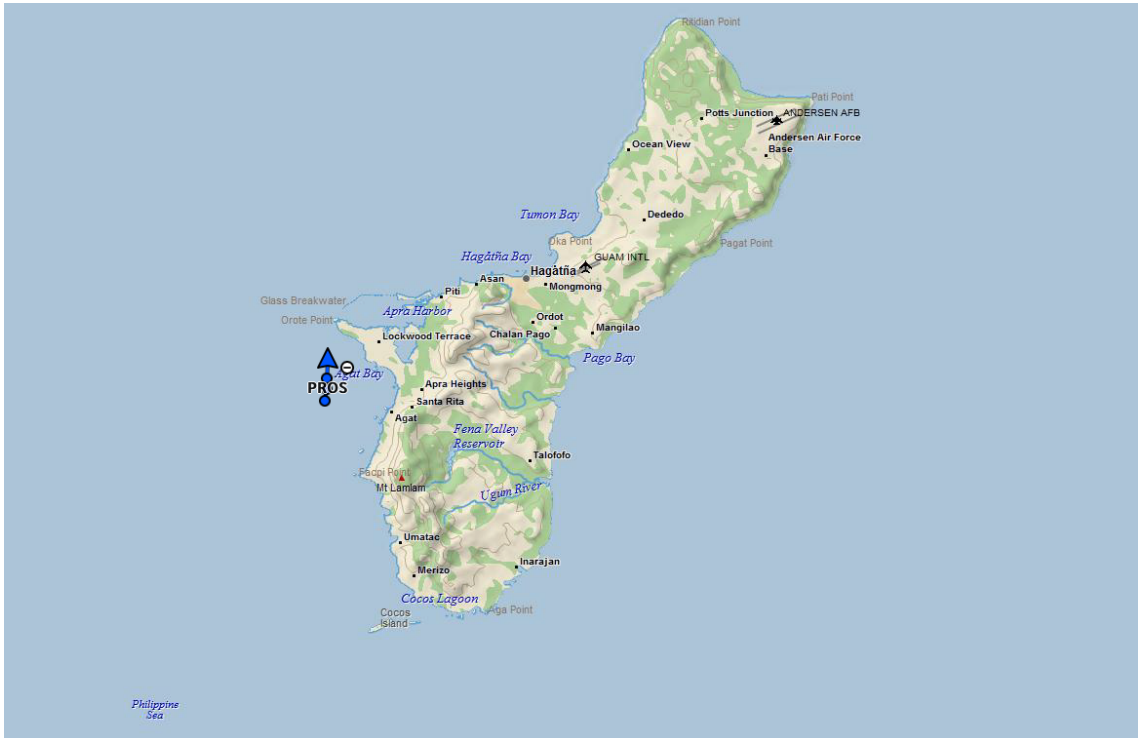 Ritidian Point
Pati Point
Potts Junction
ANDERSEN AFB
Andersen Air Force
Base
Ocean View
Tumon Bay
Dededo
Oka Point
Pagat Point
Hagåtña Bay
GUAM INTL
Hagåtña
Asan
Mongmong
Piti
Glass Breakwater
Apra Harbor
Orote Point
Ordot
Lockwood Terrace
Chalan Pago
Mangilao
Pago Bay
Agat Bay
PROS
Apra Heights
Santa Rita
Agat
Fena Valley
Reservoir
Talofofo
Facpi Point
Mt Lamlam
Ugum River
Umatac
Inarajan
Merizo
Cocos Lagoon
Aga Point
Cocos
Island
Philippine
Sea